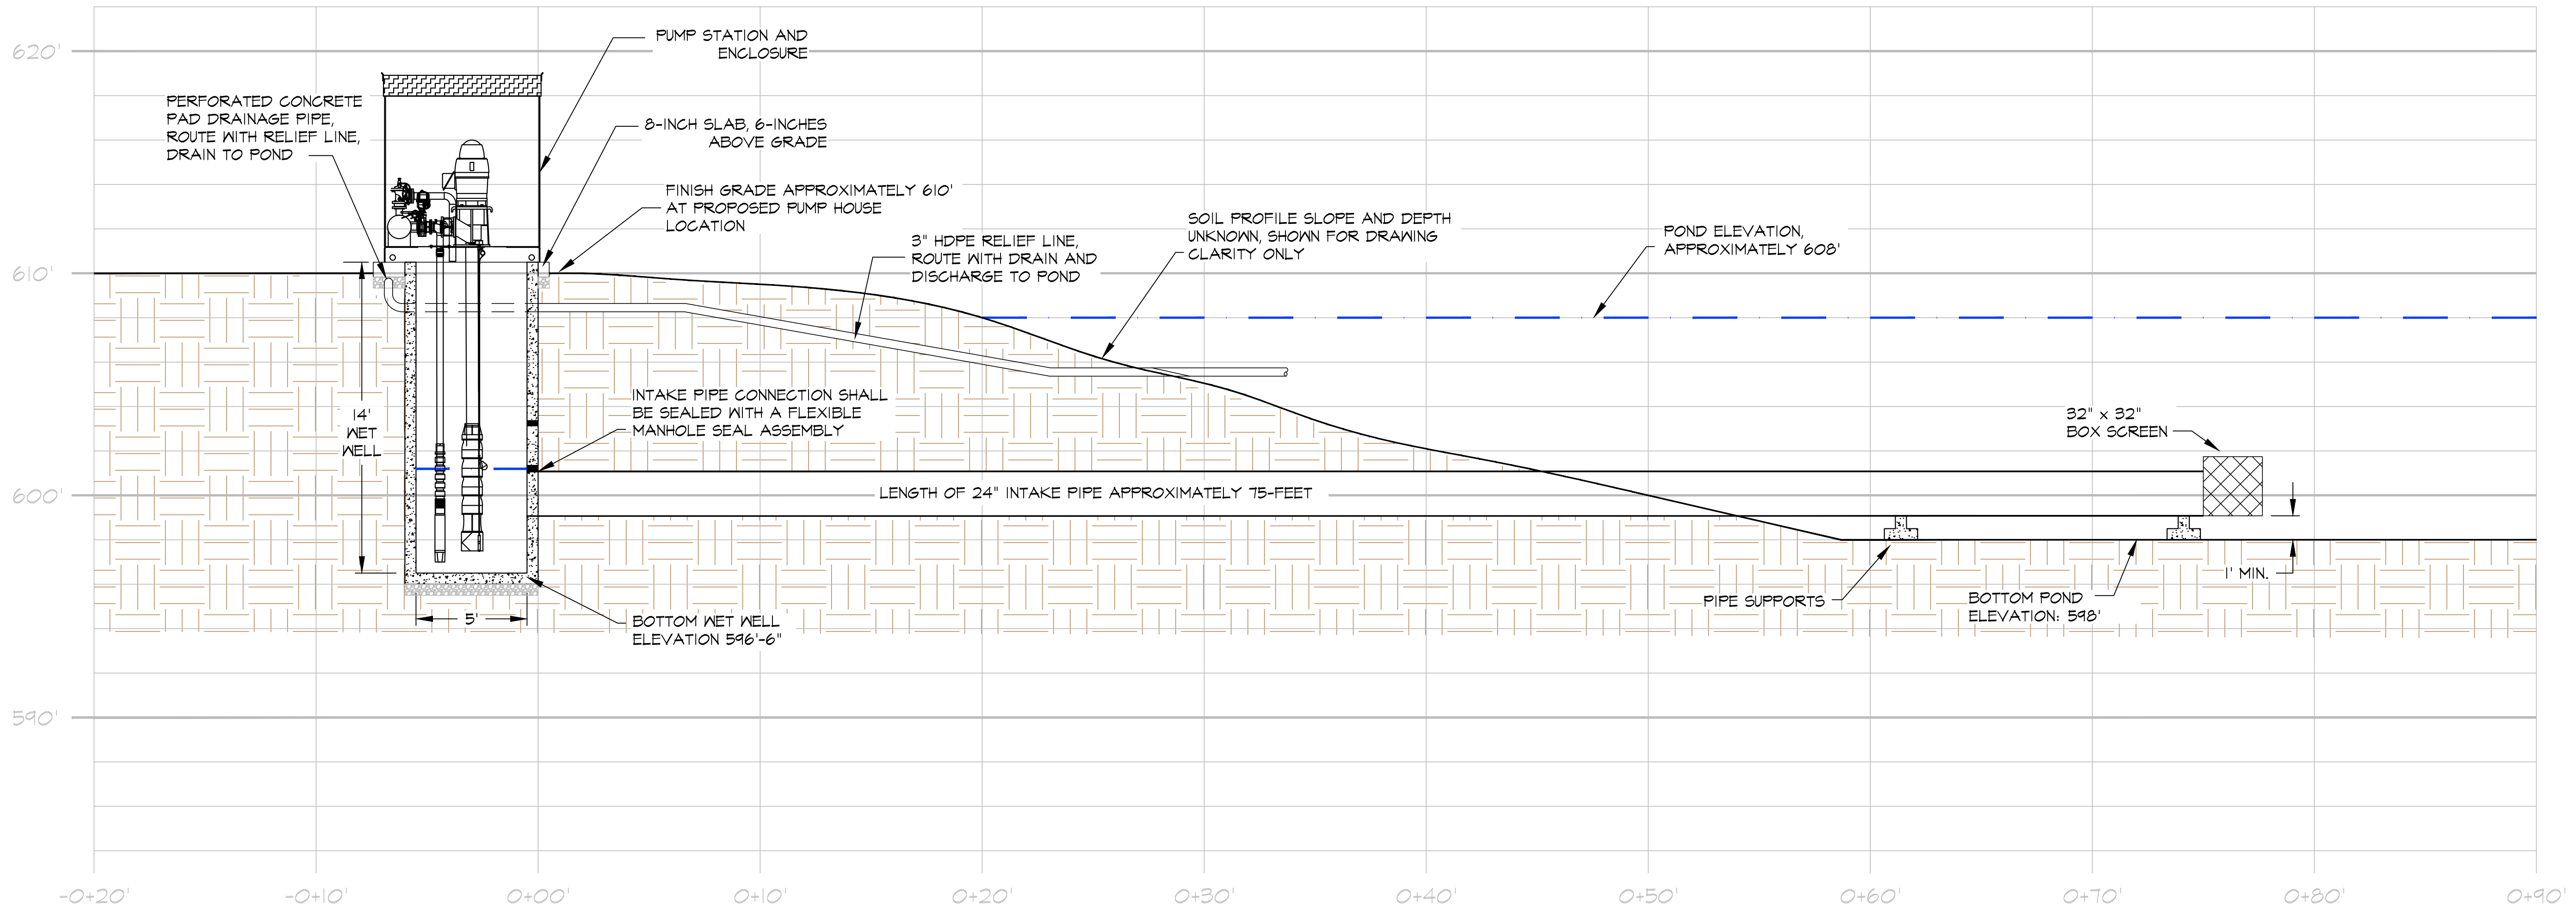 620'
610'
600'
590'
PUMP STATION AND
ENCLOSURE
PERFORATED CONCRETE
PAD DRAINAGE PIPE,
ROUTE WITH RELIEF LINE,
DRAIN TO POND
8-INCH SLAB, 6-INCHES
ABOVE GRADE
FINISH GRADE APPROXIMATELY 610'
AT PROPOSED PUMP HOUSE
LOCATION
3" HDPE RELIEF LINE,
ROUTE WITH DRAIN AND
DISCHARGE TO POND
SOIL PROFILE SLOPE AND DEPTH
UNKNOWN, SHOWN FOR DRAWING
CLARITY ONLY
POND ELEVATION,
APPROXIMATELY 608'
14'
WET
WELL
INTAKE PIPE CONNECTION SHALL
BE SEALED WITH A FLEXIBLE
MANHOLE SEAL ASSEMBLY
32" x 32"
BOX SCREEN
LENGTH OF 24" INTAKE PIPE APPROXIMATELY 75-FEET
1' MIN.
5'
BOTTOM WET WELL
ELEVATION 596'-6"
PIPE SUPPORTS
BOTTOM POND
ELEVATION: 598'
-0+20'
-0+10'
0+00'
0+10'
0+20'
0+30'
0+40'
0+50'
0+60'
0+70'
0+80'
0+90'